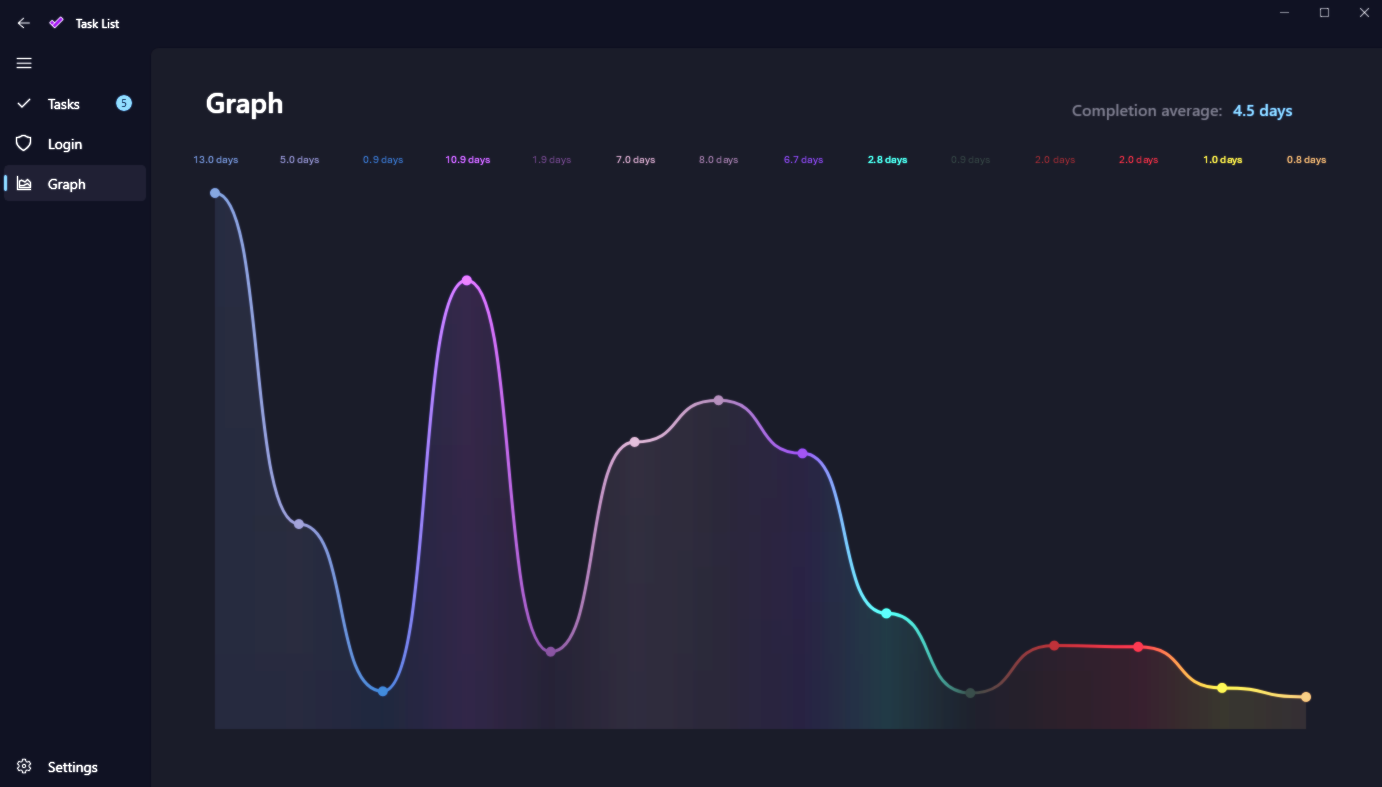 Task List
Tasks 5
Login
Graph
Settings
Graph
Completion average: 4.5 days
13.0 days 5.0 days 0.9 days 10.9 days 1.9 days 7.0 days 8.0 days 6.7 days 2.8 days 0.9 days 2.0 days 2.0 days 1.0 days 0.8 days